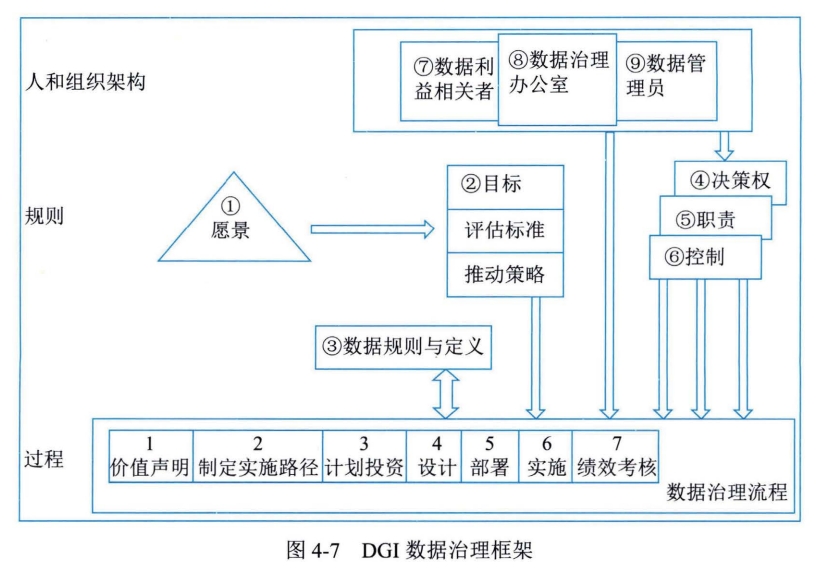 人和组织架构
⑦数据利
益相关者
⑧数据治理
办公室
⑨数据管
理员
规则
①
愿景
②目标
评估标准
推动策略
④决策权
⑤职责
⑥控制
③数据规则与定义
过程
1
价值声明
2
制定实施路径
3
计划投资
4
设计
5
部署
6
实施
7
绩效考核
数据治理流程
图 4-7 DGI 数据治理框架